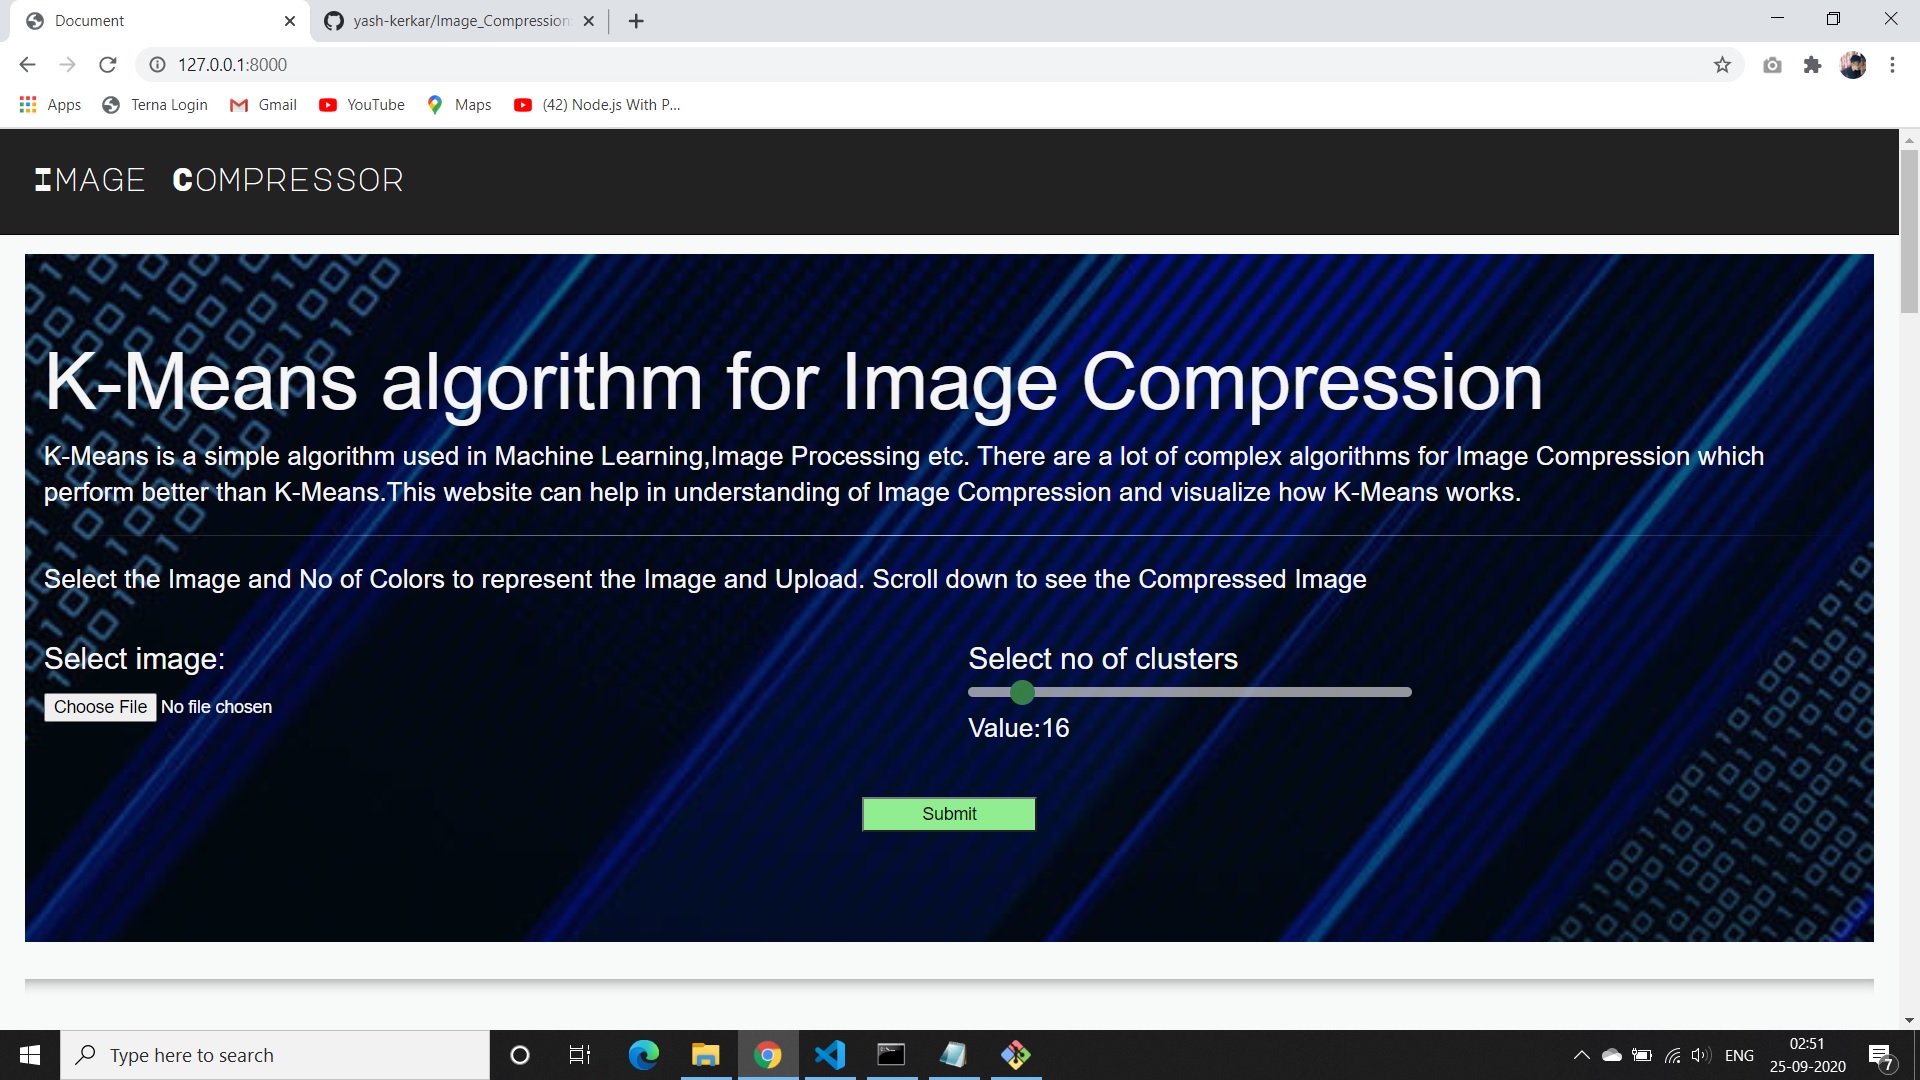 Document
yash-kerkar/Image_Compression
127.0.0.1:8000
Apps
Terna Login
Gmail
YouTube
Maps
(42) Node.js With P...
IMAGE COMPRESSOR
K-Means algorithm for Image Compression
K-Means is a simple algorithm used in Machine Learning,Image Processing etc. There are a lot of complex algorithms for Image Compression which
perform better than K-Means.This website can help in understanding of Image Compression and visualize how K-Means works.
Select the Image and No of Colors to represent the Image and Upload. Scroll down to see the Compressed Image
Select image:
Choose File No file chosen
Select no of clusters
Value:16
Submit
Type here to search
ENG
02:51
25-09-2020
7